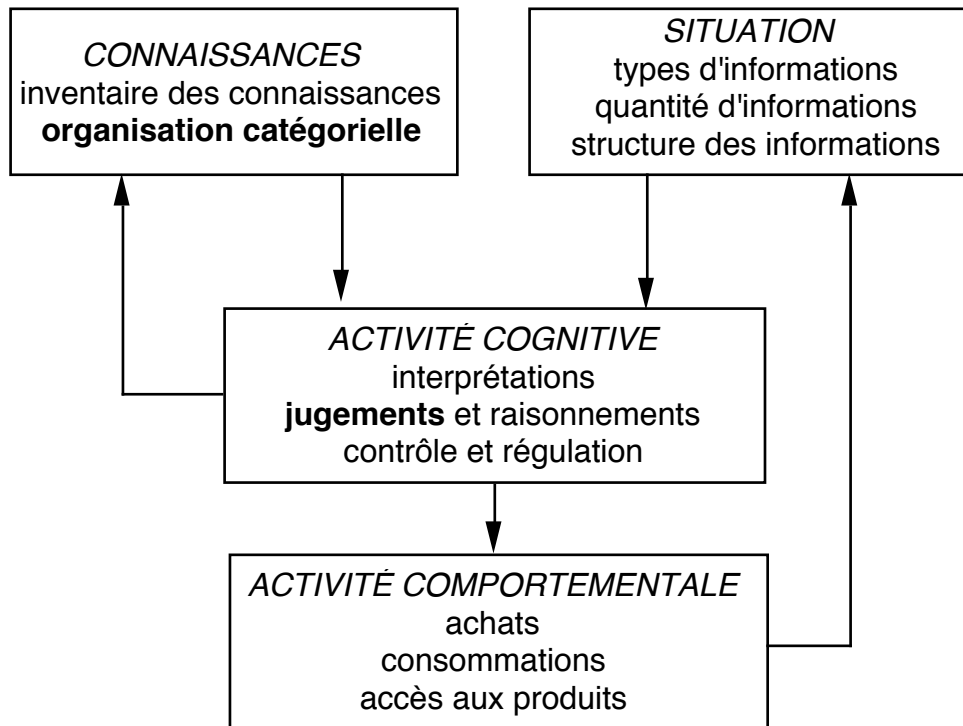 CONNAISSANCES
inventaire des connaissances
organisation catégorielle
SITUATION
types d'informations
quantité d'informations
structure des informations
ACTIVITÉ COGNITIVE
interprétations
jugements et raisonnements
contrôle et régulation
ACTIVITÉ COMPORTEMENTALE
achats
consommations
accès aux produits